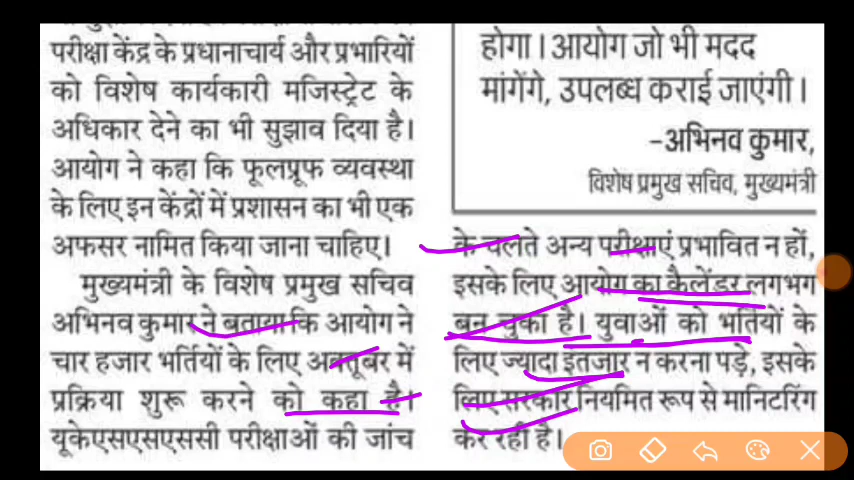 परीक्षा केंद्र के प्रधानाचार्य और प्रभारियों
को विशेष कार्यकारी मजिस्ट्रेट के
अधिकार देने का भी सुझाव दिया है।
आयोग ने कहा कि फूलप्रूफ व्यवस्था
के लिए इन केंद्रों में प्रशासन का भी एक
अफसर नामित किया जाना चाहिए।
मुख्यमंत्री के विशेष प्रमुख सचिव
अभिनव कुमार ने बताया कि आयोग ने
चार हजार भर्तियों के लिए अक्तूबर में
प्रक्रिया शुरू करने को कहा है।
यूकेएसएसएससी परीक्षाओं की जांच
होगा। आयोग जो भी मदद
मांगेंगे, उपलब्ध कराई जाएंगी।
-अभिनव कुमार,
विशेष प्रमुख सचिव, मुख्यमंत्री
के चलते अन्य परीक्षाएं प्रभावित न हों,
इसके लिए आयोग का कैलेंडर लगभग
बन चुका है। युवाओं को भर्तियों के
लिए ज्यादा इंतजार न करना पड़े, इसके
लिए सरकार नियमित रूप से मानिटरिंग
कर रही है।